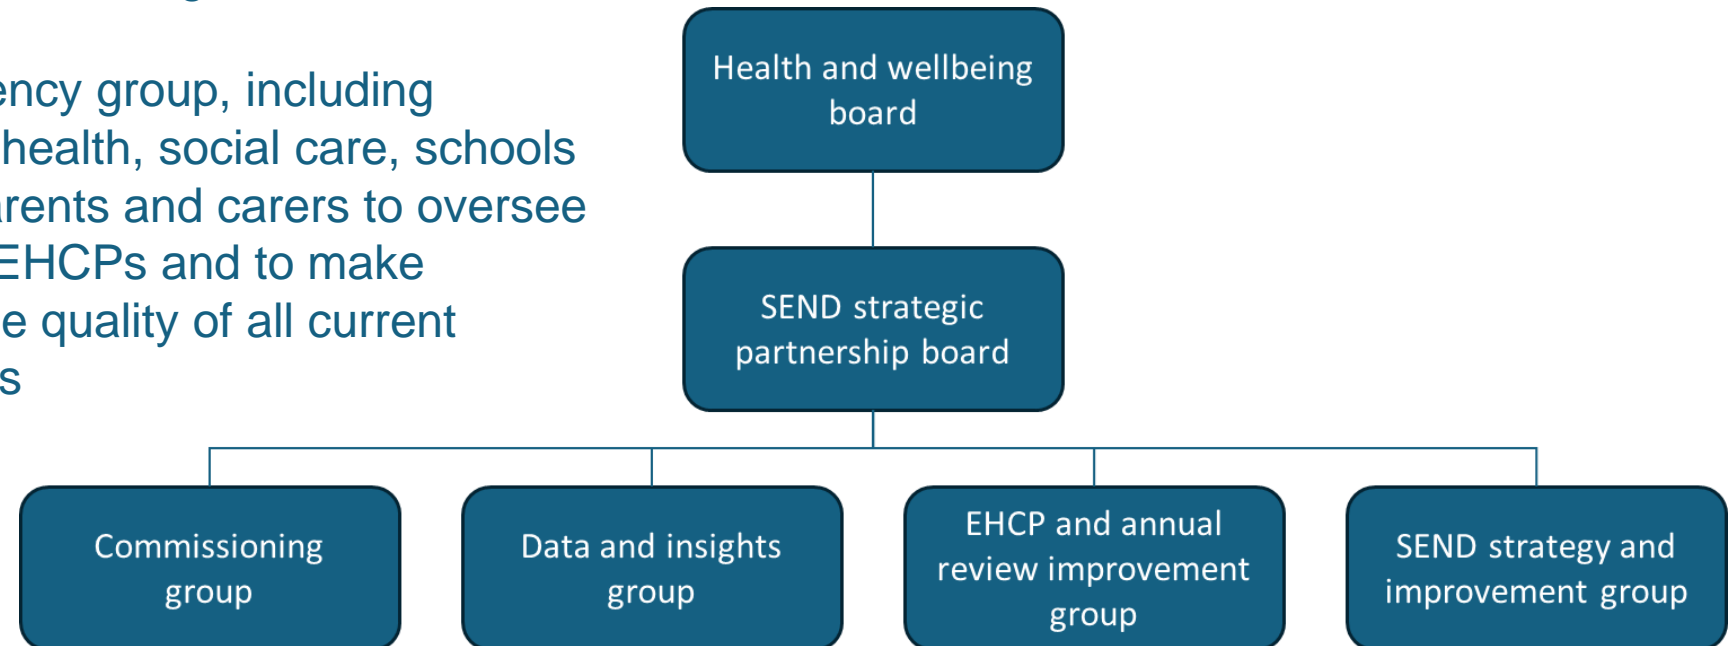 ency group, including
health, social care, schools
arents and carers to oversee
EHCPs and to make
e quality of all current
s
Health and wellbeing
board
SEND strategic
partnership board
Commissioning
group
Data and insights
group
EHCP and annual
review improvement
group
SEND strategy and
improvement group